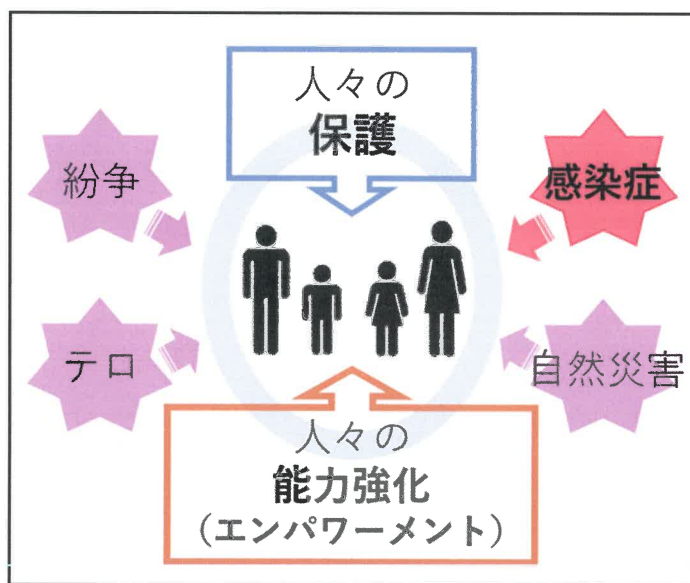 人々の
保護
紛争
感染症
テロ
自然災害
人々の
能力強化
(エンパワーメント)